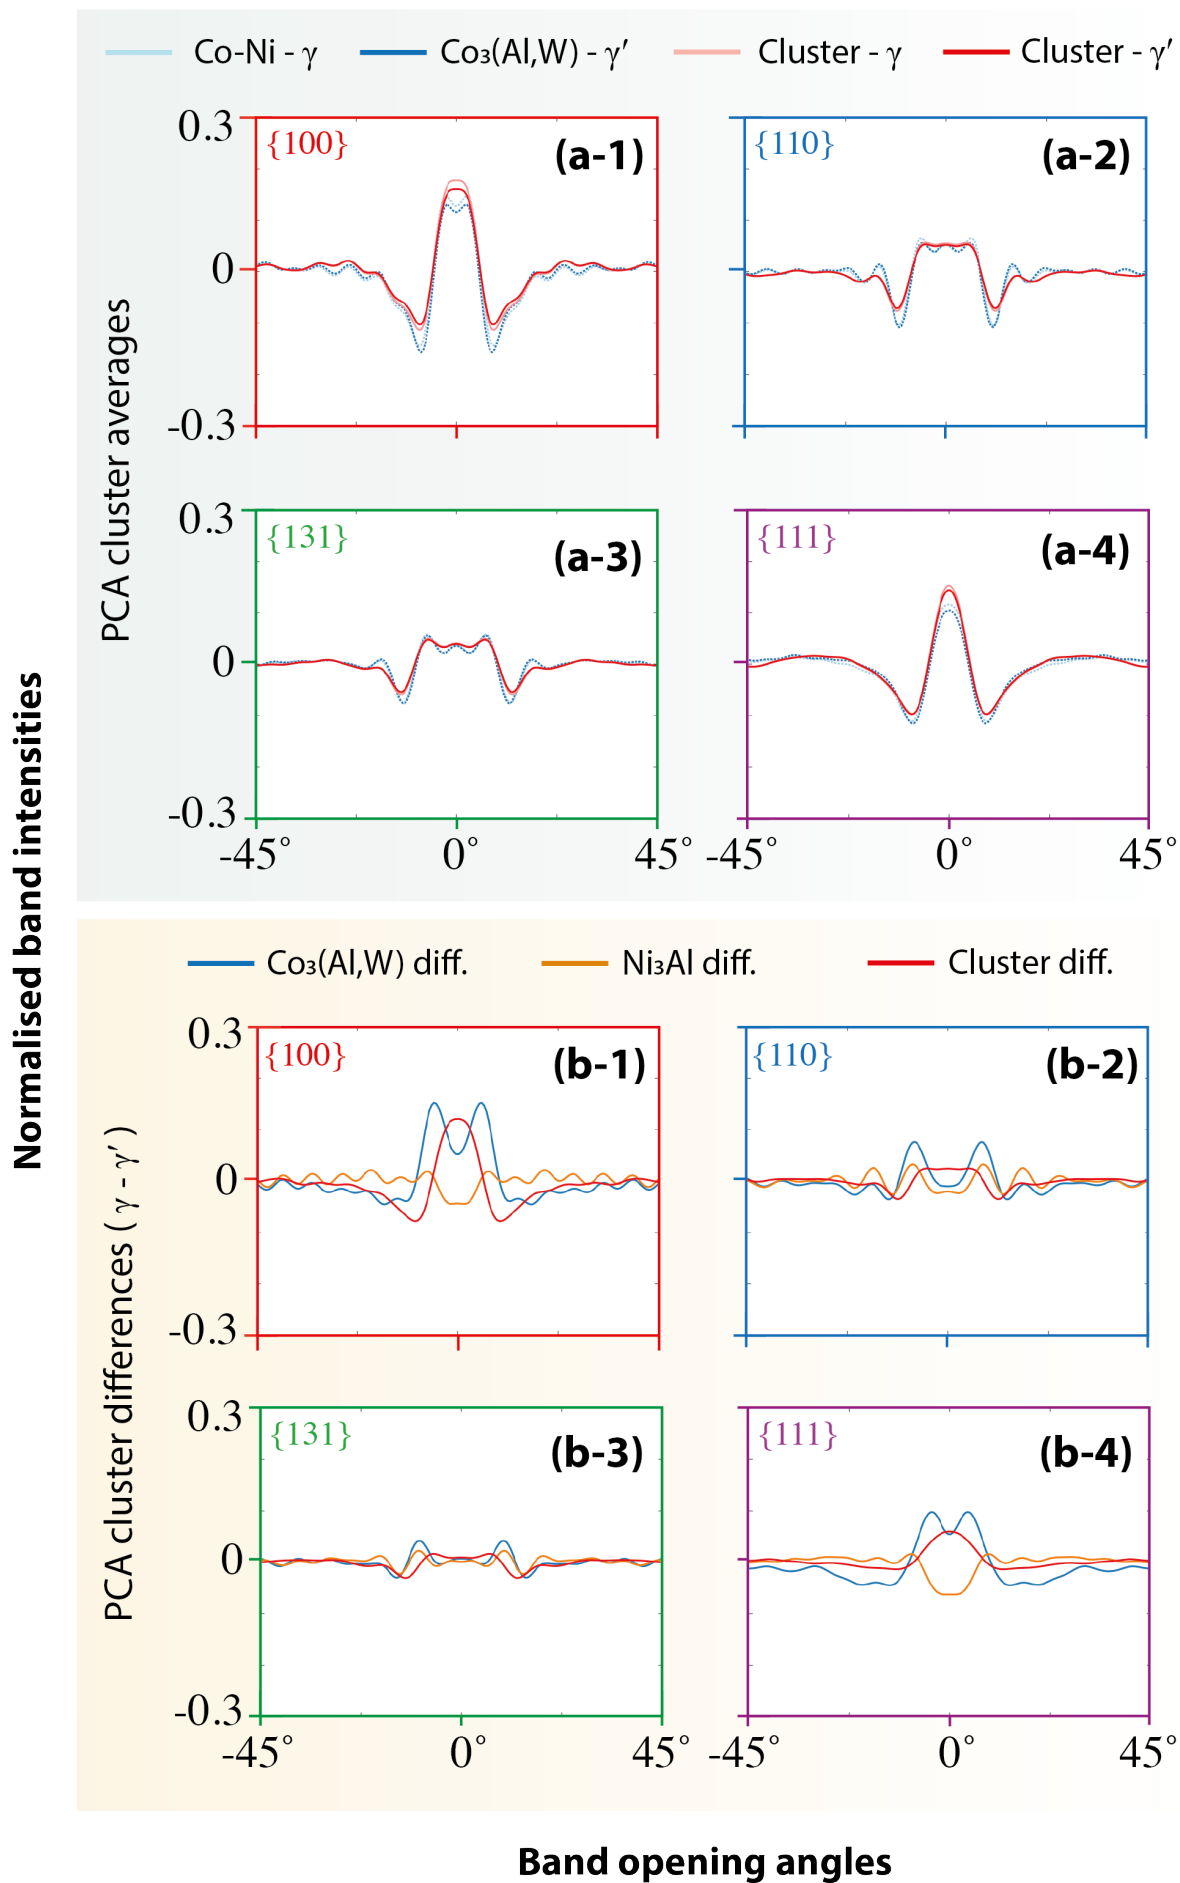 Co-Ni - γ
Co₃(Al,W) - γ′
Cluster - γ
Cluster - γ′
0.3
{100}
(a-1)
{110}
(a-2)
0
-0.3
PCA cluster averages
0.3
{131}
(a-3)
{111}
(a-4)
0
-0.3
-45°
0°
45°
-45°
0°
45°
Normalised band intensities
Co₃(Al,W) diff.
Ni₃Al diff.
Cluster diff.
0.3
{100}
(b-1)
{110}
(b-2)
0
-0.3
PCA cluster differences ( γ - γ′ )
0.3
{131}
(b-3)
{111}
(b-4)
0
-0.3
-45°
0°
45°
-45°
0°
45°
Band opening angles